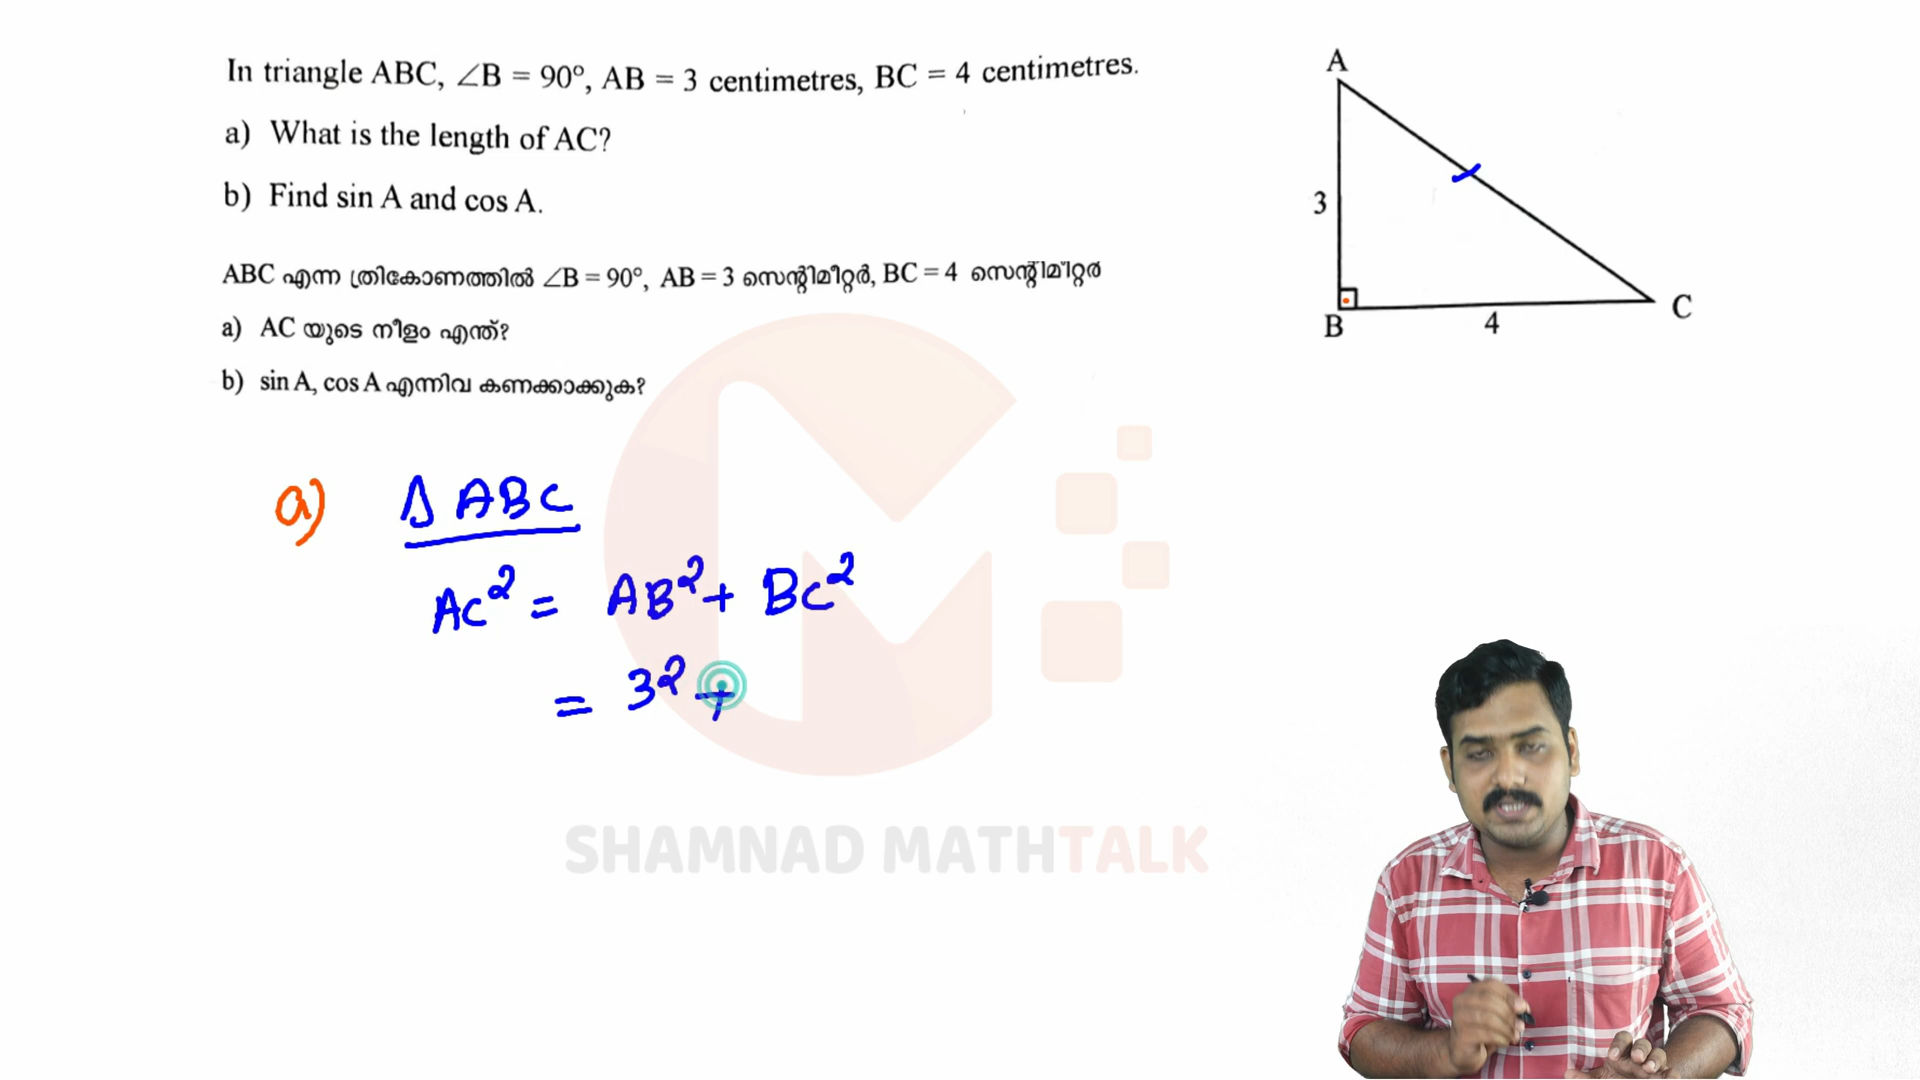 In triangle ABC, ∠B = 90°, AB = 3 centimetres, BC = 4 centimetres.
a) What is the length of AC?
b) Find sin A and cos A.
ABC എന്ന ത്രികോണത്തിൽ ∠B = 90°, AB = 3 സെന്റിമീറ്റർ, BC = 4 സെന്റിമീറ്റർ
a) AC യുടെ നീളം എന്ത്?
b) sin A, cos A എന്നിവ കണക്കാക്കുക?
A
3
B
4
C
a) Δ ABC
AC² = AB² + BC²
= 3² +
SHAMNAD MATHTALK